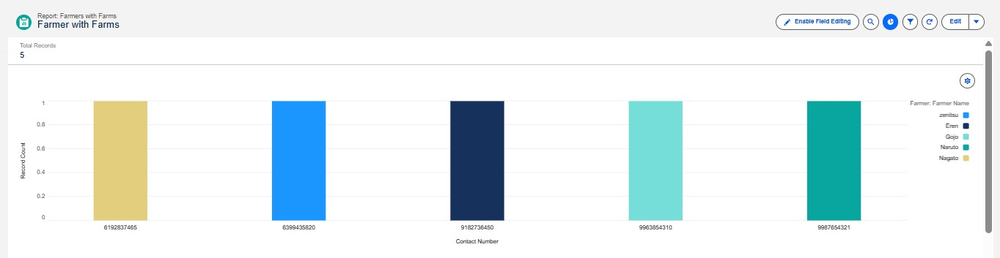 Report: Farmers with Farms
Farmer with Farms
Enable Field Editing
Edit
Total Records
5
Farmer: Farmer Name
zenitsu
Eren
Gojo
Naruto
Nagato
Record Count
1
0.8
0.6
0.4
0.2
0
6192837465
6399435820
9182736450
9963854310
9987654321
Contact Number